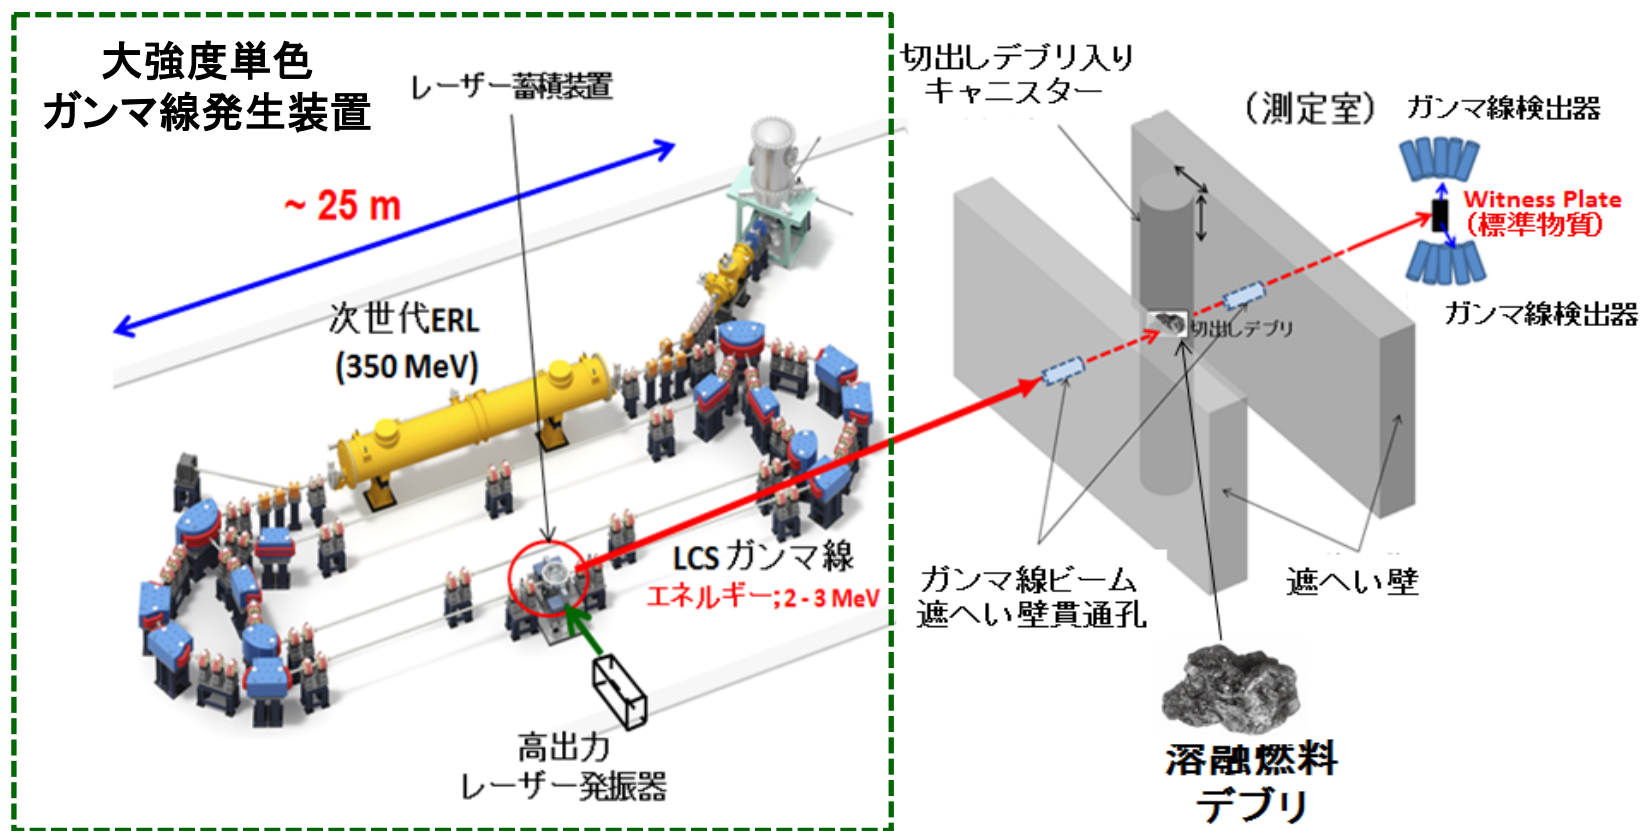 大強度単色
ガンマ線発生装置
レーザー蓄積装置
~ 25 m
次世代ERL
(350 MeV)
LCS ガンマ線
エネルギー;2 - 3 MeV
高出力
レーザー発振器
切出しデブリ入り
キャニスター
(測定室)
ガンマ線検出器
Witness Plate
(標準物質)
ガンマ線検出器
切出しデブリ
ガンマ線ビーム
遮へい壁貫通孔
遮へい壁
溶融燃料
デブリ